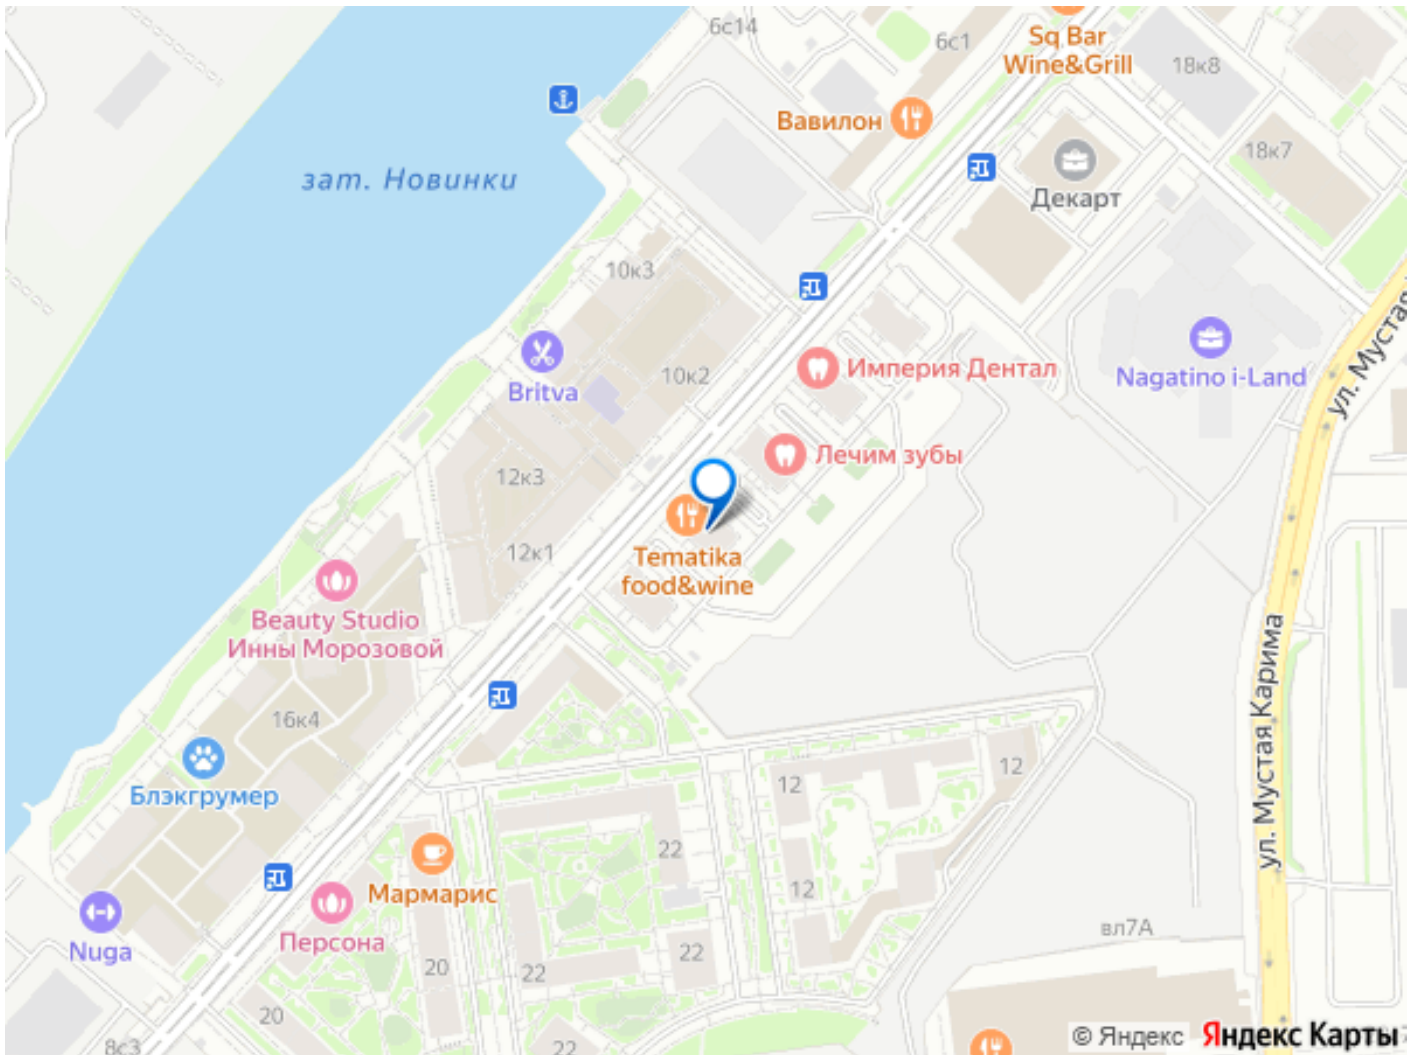 6с14
6с1
Sq Bar
Wine&Grill
18к8
Вавилон
18к7
зат. Новинки
Декарт
10к3
ул. Мустая
Britva
10к2
Империя Дентал
Nagatino i-Land
Лечим зубы
12к3
12к1
Tematika
food&wine
Beauty Studio
Инны Морозовой
ул. Мустая Карима
16к4
12
12
Блэкгрумер
22
Мармарис
12
вл7А
Персона
Nuga
22
20
22
20
8с3
22
© Яндекс
Яндекс Карты